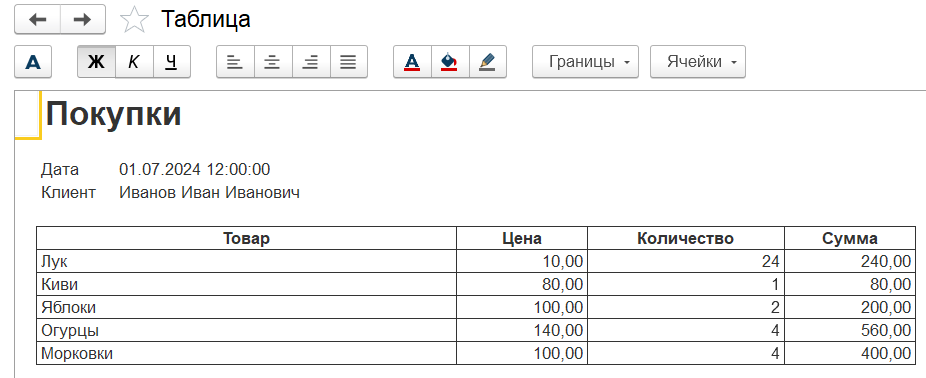 Таблица
А Ж К Ч А Границы Ячейки
Покупки
Дата 01.07.2024 12:00:00
Клиент Иванов Иван Иванович
Товар Цена Количество Сумма
Лук 10,00 24 240,00
Киви 80,00 1 80,00
Яблоки 100,00 2 200,00
Огурцы 140,00 4 560,00
Морковки 100,00 4 400,00